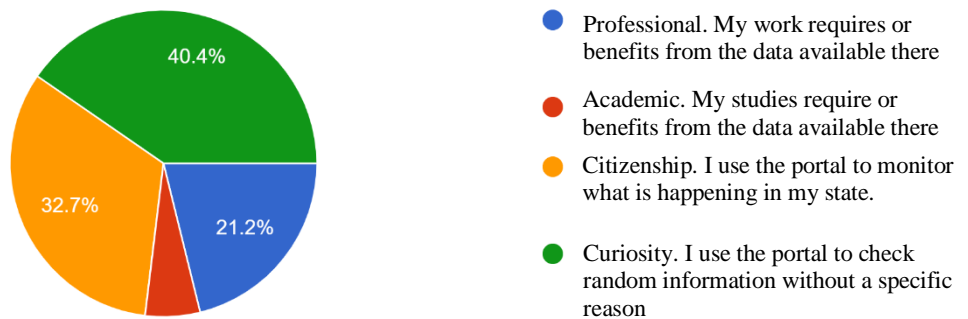 40.4%
32.7%
21.2%
Professional. My work requires or
benefits from the data available there
Academic. My studies require or
benefits from the data available there
Citizenship. I use the portal to monitor
what is happening in my state.
Curiosity. I use the portal to check
random information without a specific
reason